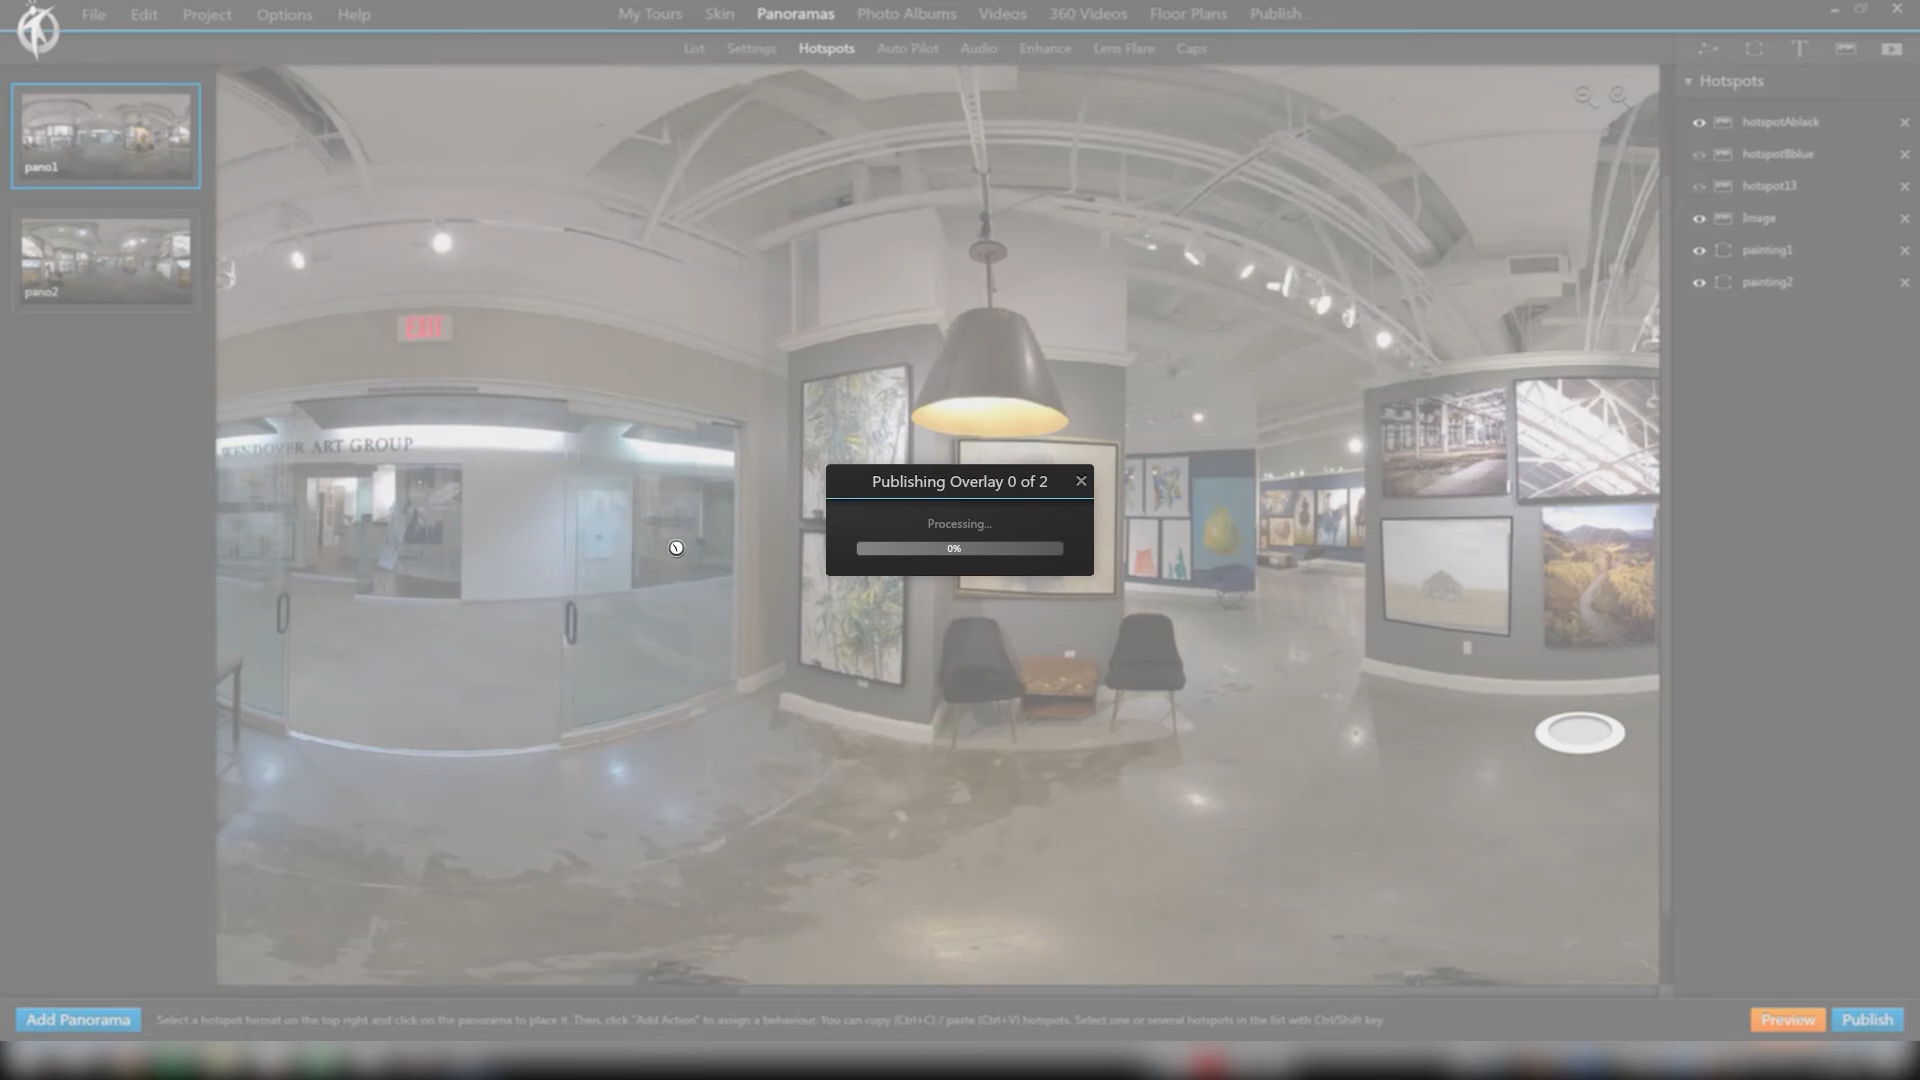 File Edit Project Options Help
My Tours Skin Panoramas Photo Albums Videos 360 Videos Floor Plans Publish
List Settings Hotspots Auto Pilot Audio Enhance Lens Flare Caps
T
Hotspots
hotspotAblack
hotspotBblue
hotspot13
Image
painting1
painting2
pano1
pano2
EXIT
WENDOVER ART GROUP
Publishing Overlay 0 of 2
Processing...
0%
Add Panorama
Select a hotspot format on the top right and click on the panorama to place it. Then, click "Add Action" to assign a behaviour. You can copy (Ctrl+C) / paste (Ctrl+V) hotspots. Select one or several hotspots in the list with Ctrl/Shift key.
Preview Publish